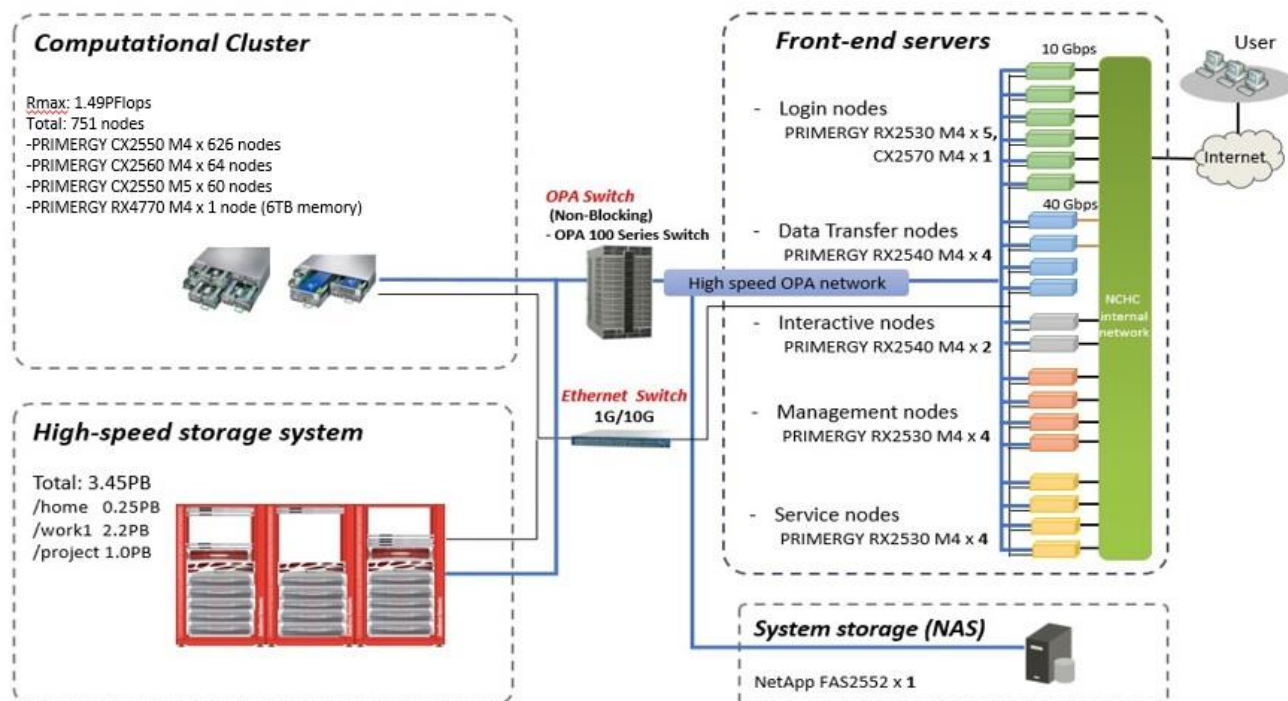 Computational Cluster
Rmax: 1.49PFlops
Total: 751 nodes
-PRIMERGY CX2550 M4 x 626 nodes
-PRIMERGY CX2560 M4 x 64 nodes
-PRIMERGY CX2550 M5 x 60 nodes
-PRIMERGY RX4770 M4 x 1 node (6TB memory)
High-speed storage system
Total: 3.45PB
/home 0.25PB
/work1 2.2PB
/project 1.0PB
OPA Switch
(Non-Blocking)
- OPA 100 Series Switch
High speed OPA network
Ethernet Switch
1G/10G
Front-end servers
10 Gbps
- Login nodes
PRIMERGY RX2530 M4 x 5,
CX2570 M4 x 1
40 Gbps
- Data Transfer nodes
PRIMERGY RX2540 M4 x 4
- Interactive nodes
PRIMERGY RX2540 M4 x 2
- Management nodes
PRIMERGY RX2530 M4 x 4
- Service nodes
PRIMERGY RX2530 M4 x 4
NCHC
internal
network
User
Internet
System storage (NAS)
NetApp FAS2552 x 1